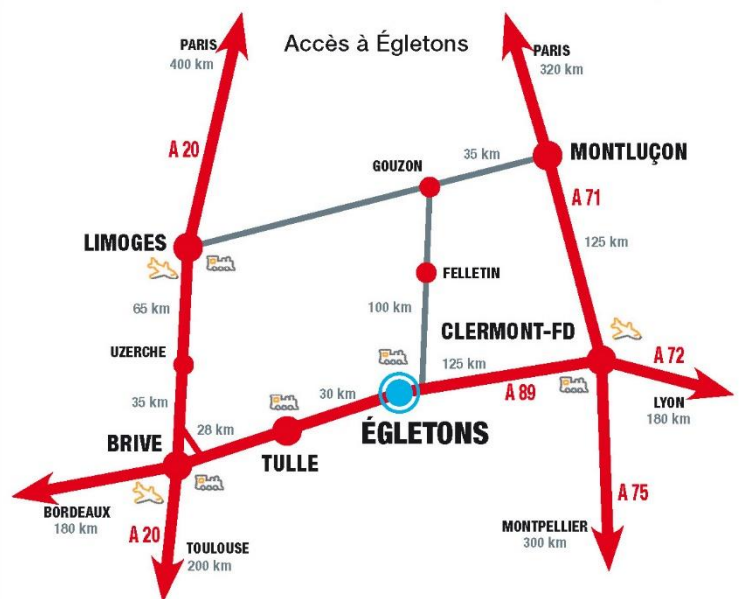 Accès à Égletons
PARIS
400 km
PARIS
320 km
A 20
GOUZON
35 km
MONTLUÇON
A 71
LIMOGES
125 km
FELLETIN
65 km
100 km
CLERMONT-FD
UZERCHE
125 km
A 72
30 km
A 89
LYON
180 km
35 km
28 km
ÉGLETONS
BRIVE
TULLE
A 75
BORDEAUX
180 km
A 20
MONTPELLIER
300 km
TOULOUSE
200 km